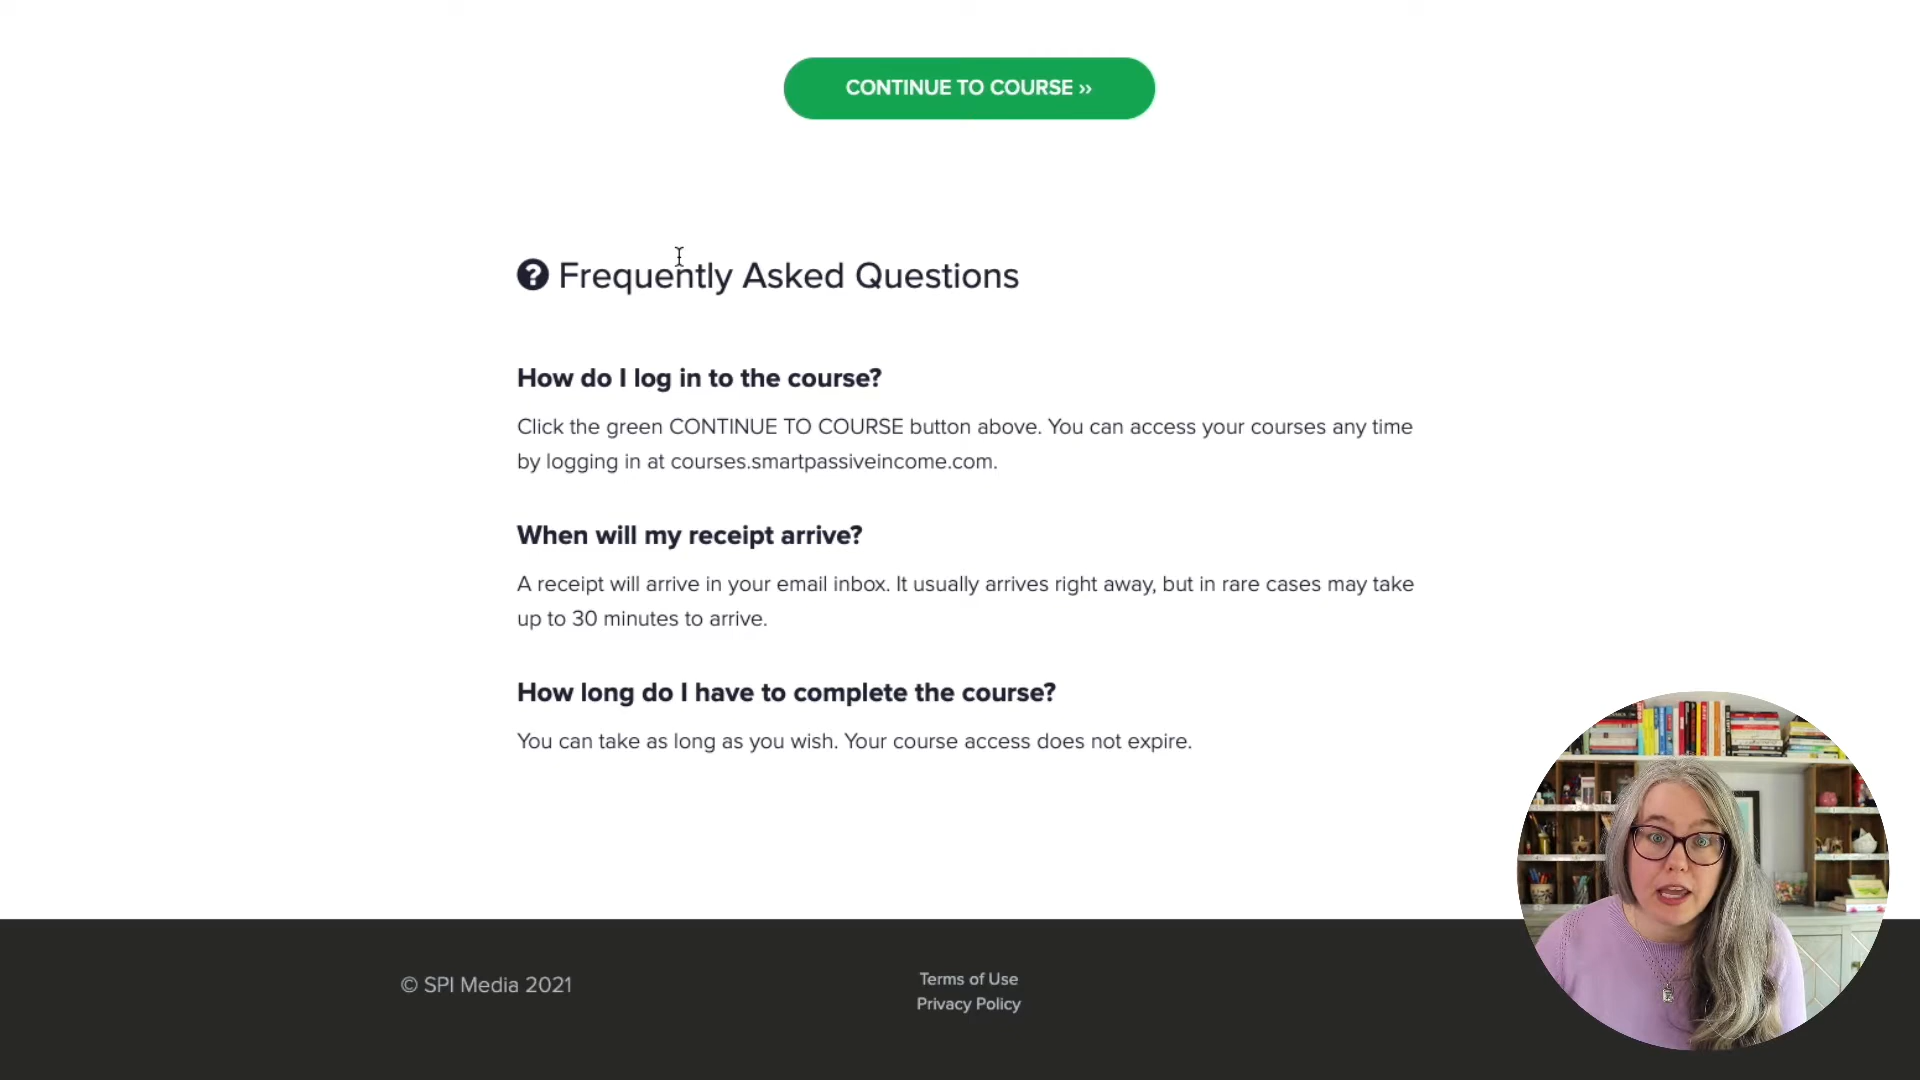 CONTINUE TO COURSE ››
Frequently Asked Questions
How do I log in to the course?
Click the green CONTINUE TO COURSE button above. You can access your courses any time
by logging in at courses.smartpassiveincome.com.
When will my receipt arrive?
A receipt will arrive in your email inbox. It usually arrives right away, but in rare cases may take
up to 30 minutes to arrive.
How long do I have to complete the course?
You can take as long as you wish. Your course access does not expire.
© SPI Media 2021
Terms of Use
Privacy Policy